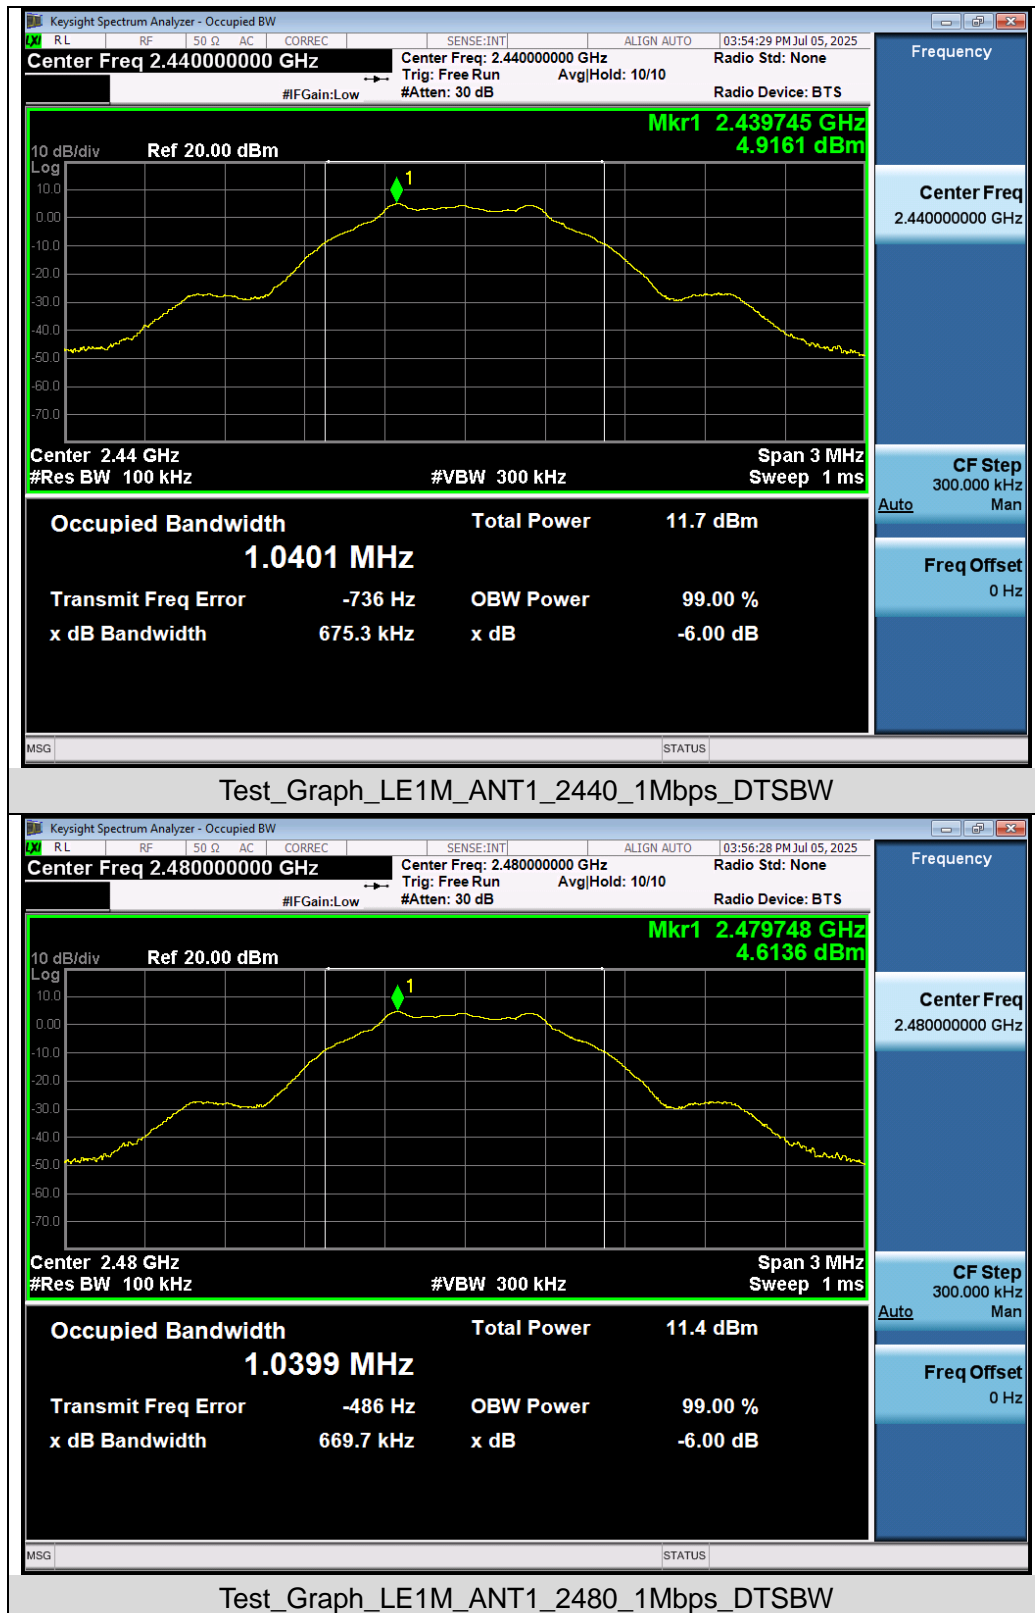 Keysight Spectrum Analyzer - Occupied BW
LXI RL RF 50 Ω AC CORREC SENSE:INT ALIGN AUTO 03:54:29 PM Jul 05, 2025
Center Freq 2.440000000 GHz
Center Freq: 2.440000000 GHz
Radio Std: None
Trig: Free Run Avg|Hold: 10/10
#IFGain:Low #Atten: 30 dB Radio Device: BTS
Frequency
Mkr1 2.439745 GHz
4.9161 dBm
10 dB/div Ref 20.00 dBm
Log
1
10.0
0.00
-10.0
-20.0
-30.0
-40.0
-50.0
-60.0
-70.0
Center Freq
2.440000000 GHz
Center 2.44 GHz Span 3 MHz
#Res BW 100 kHz #VBW 300 kHz Sweep 1 ms
CF Step
300.000 kHz
Auto Man
Occupied Bandwidth Total Power 11.7 dBm
1.0401 MHz
Transmit Freq Error -736 Hz OBW Power 99.00 %
x dB Bandwidth 675.3 kHz x dB -6.00 dB
Freq Offset
0 Hz
MSG STATUS
Test_Graph_LE1M_ANT1_2440_1Mbps_DTSBW
Keysight Spectrum Analyzer - Occupied BW
LXI RL RF 50 Ω AC CORREC SENSE:INT ALIGN AUTO 03:56:28 PM Jul 05, 2025
Center Freq 2.480000000 GHz
Center Freq: 2.480000000 GHz
Radio Std: None
Trig: Free Run Avg|Hold: 10/10
#IFGain:Low #Atten: 30 dB Radio Device: BTS
Frequency
Mkr1 2.479748 GHz
4.6136 dBm
10 dB/div Ref 20.00 dBm
Log
1
10.0
0.00
-10.0
-20.0
-30.0
-40.0
-50.0
-60.0
-70.0
Center Freq
2.480000000 GHz
Center 2.48 GHz Span 3 MHz
#Res BW 100 kHz #VBW 300 kHz Sweep 1 ms
CF Step
300.000 kHz
Auto Man
Occupied Bandwidth Total Power 11.4 dBm
1.0399 MHz
Transmit Freq Error -486 Hz OBW Power 99.00 %
x dB Bandwidth 669.7 kHz x dB -6.00 dB
Freq Offset
0 Hz
MSG STATUS
Test_Graph_LE1M_ANT1_2480_1Mbps_DTSBW